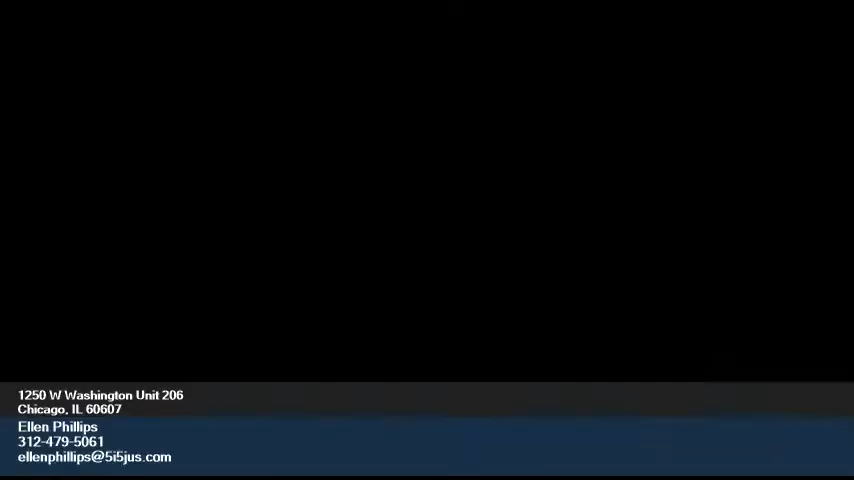 1250 W Washington Unit 206
Chicago, IL 60607
Ellen Phillips
312-479-5061
ellenphillips@5i5jus.com